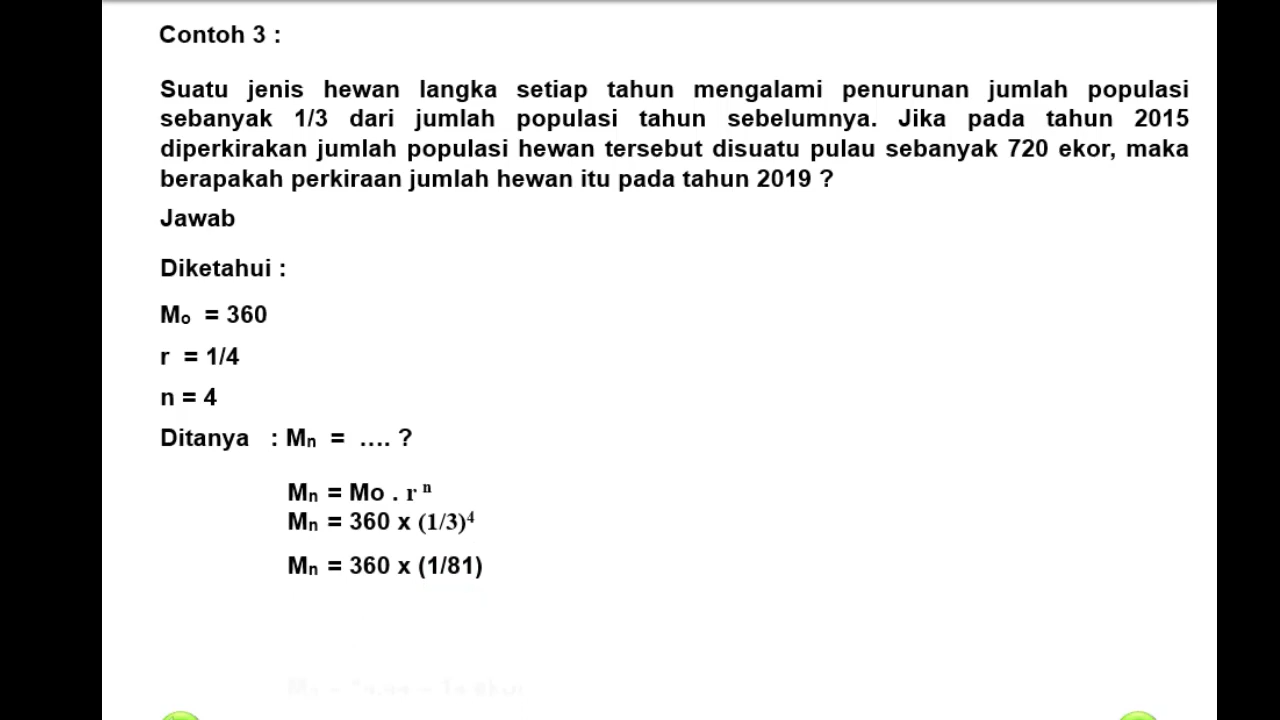 Contoh 3 :
Suatu jenis hewan langka setiap tahun mengalami penurunan jumlah populasi
sebanyak 1/3 dari jumlah populasi tahun sebelumnya. Jika pada tahun 2015
diperkirakan jumlah populasi hewan tersebut disuatu pulau sebanyak 720 ekor, maka
berapakah perkiraan jumlah hewan itu pada tahun 2019 ?
Jawab
Diketahui :
Mₒ = 360
r = 1/4
n = 4
Ditanya : Mₙ = .... ?
Mₙ = Mo . r ⁿ
Mₙ = 360 x (1/3)⁴
Mₙ = 360 x (1/81)